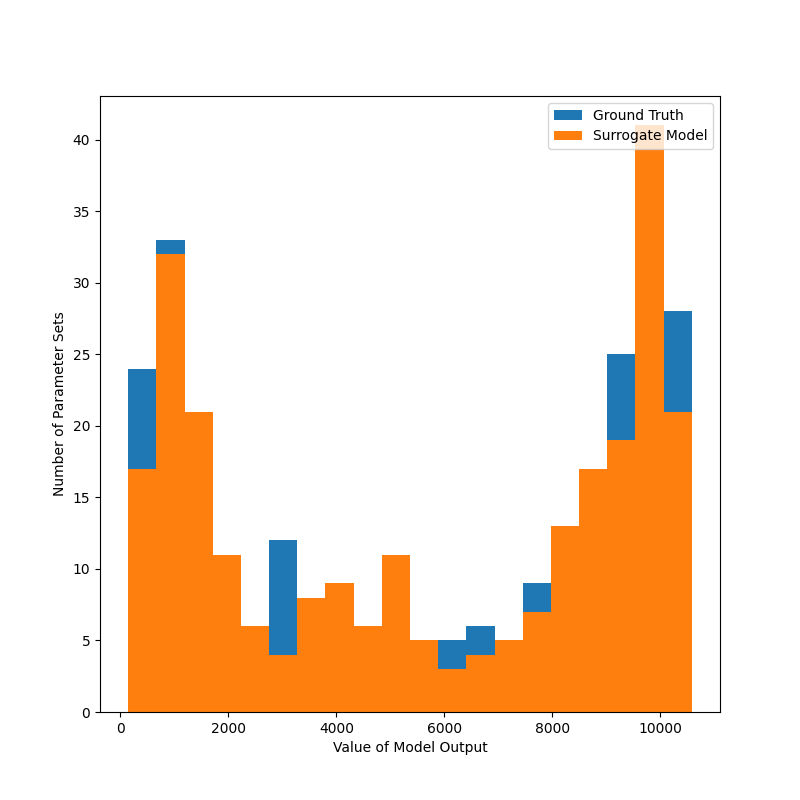 Ground Truth
Surrogate Model
40
35
30
25
20
15
10
5
0
Number of Parameter Sets
0 2000 4000 6000 8000 10000
Value of Model Output